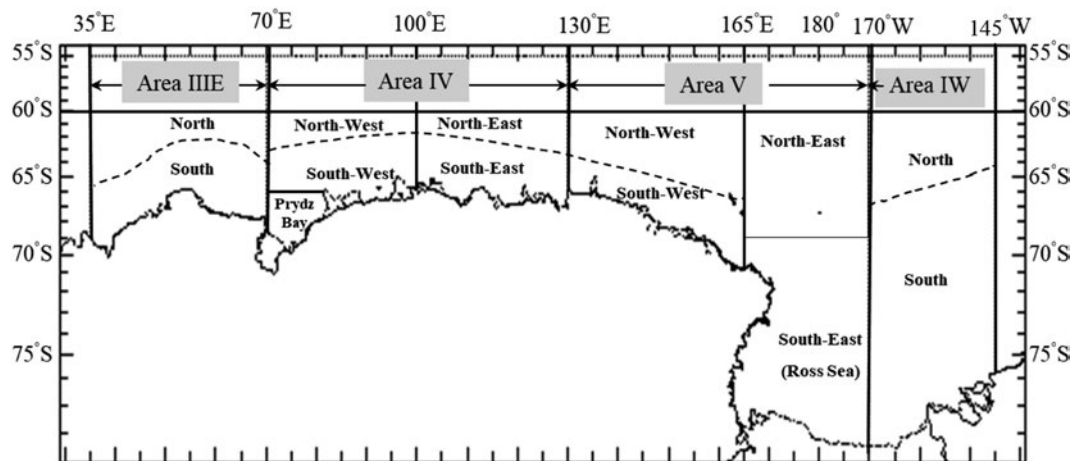 35°E 70°E 100°E 130°E 165°E 180° 170°W 145°W
55°S 55°S
Area IIIE Area IV Area V Area IW
60°S 60°S
North North-West North-East North-West North-East North
South South-West South-East South-West
65°S 65°S
Prydz
Bay
70°S 70°S
South
South-East
(Ross Sea)
75°S 75°S